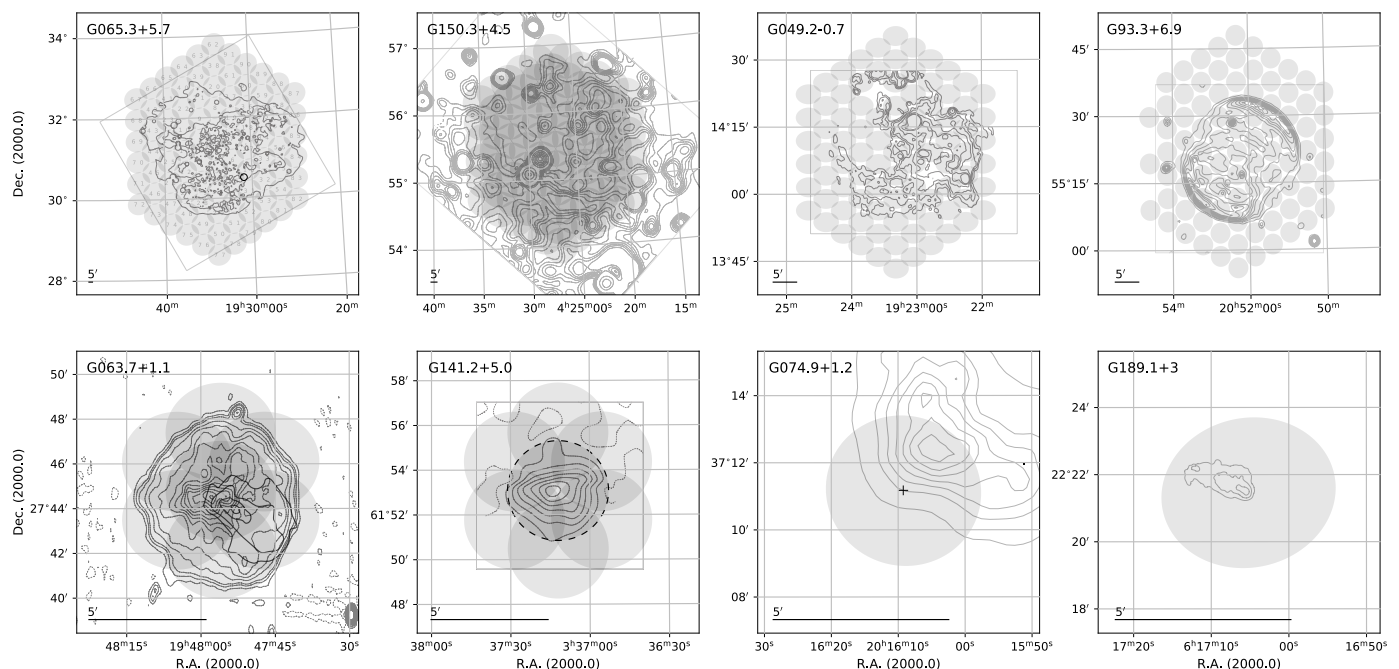 G065.3+5.7
34°
32°
30°
28°
Dec. (2000.0)
5′
40ᵐ
19ʰ30ᵐ00ˢ
20ᵐ
G150.3+4.5
57°
56°
55°
54°
5′
40ᵐ
35ᵐ
30ᵐ
4ʰ25ᵐ00ˢ
20ᵐ
15ᵐ
G049.2-0.7
30′
14°15′
00′
13°45′
5′
25ᵐ
24ᵐ
19ʰ23ᵐ00ˢ
22ᵐ
G93.3+6.9
45′
30′
55°15′
00′
5′
54ᵐ
20ʰ52ᵐ00ˢ
50ᵐ
G063.7+1.1
50′
48′
46′
27°44′
42′
40′
Dec. (2000.0)
5′
48ᵐ15ˢ
19ʰ48ᵐ00ˢ
47ᵐ45ˢ
30ˢ
R.A. (2000.0)
G141.2+5.0
58′
56′
54′
61°52′
50′
48′
5′
38ᵐ00ˢ
37ᵐ30ˢ
3ʰ37ᵐ00ˢ
36ᵐ30ˢ
R.A. (2000.0)
G074.9+1.2
14′
37°12′
10′
08′
5′
30ˢ
16ᵐ20ˢ
20ʰ16ᵐ10ˢ
00ˢ
15ᵐ50ˢ
R.A. (2000.0)
G189.1+3
24′
22°22′
20′
18′
5′
17ᵐ20ˢ
6ʰ17ᵐ10ˢ
00ˢ
16ᵐ50ˢ
R.A. (2000.0)